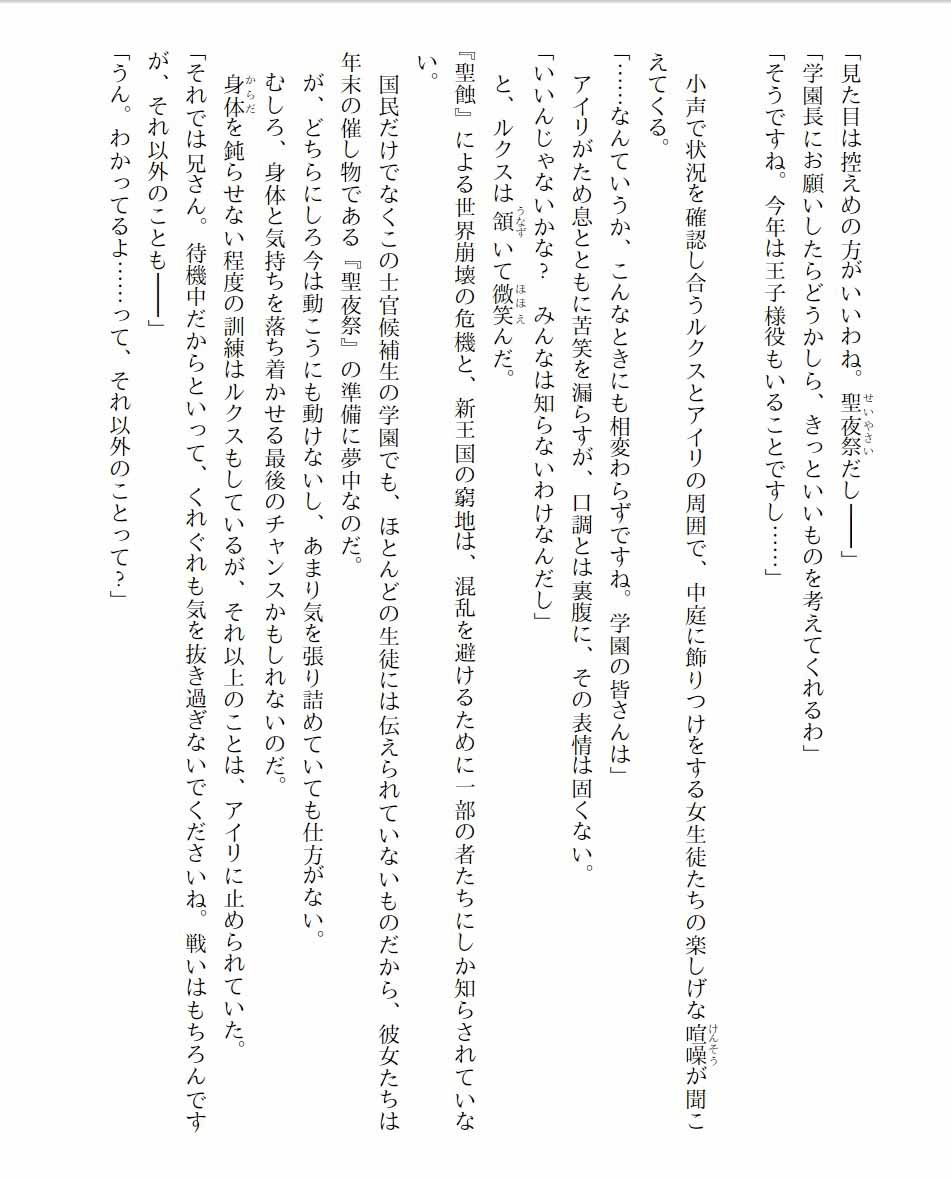 「見た目は控えめの方がいいわね。聖夜祭だし――」
「学園長にお願いしたらどうかしら、きっといいものを考えてくれるわ」
「そうですね。今年は王子様役もいることですし……」
小声で状況を確認し合うルクスとアイリの周囲で、中庭に飾りつけをする女生徒たちの楽しげな喧噪が聞こ
えてくる。
「……なんていうか、こんなときにも相変わらずですね。学園の皆さんは」
アイリがため息とともに苦笑を漏らすが、口調とは裏腹に、その表情は固くない。
「いいんじゃないかな？　みんなは知らないわけなんだし」
と、ルクスは頷いて微笑んだ。
『聖蝕』による世界崩壊の危機と、新王国の窮地は、混乱を避けるために一部の者たちにしか知らされていな
い。
国民だけでなくこの士官候補生の学園でも、ほとんどの生徒には伝えられていないものだから、彼女たちは
年末の催し物である『聖夜祭』の準備に夢中なのだ。
が、どちらにしろ今は動こうにも動けないし、あまり気を張り詰めていても仕方がない。
むしろ、身体と気持ちを落ち着かせる最後のチャンスかもしれないのだ。
身体を鈍らせない程度の訓練はルクスもしているが、それ以上のことは、アイリに止められていた。
「それでは兄さん。待機中だからといって、くれぐれも気を抜き過ぎないでくださいね。戦いはもちろんです
が、それ以外のことも――」
「うん。わかってるよ……って、それ以外のことって？」